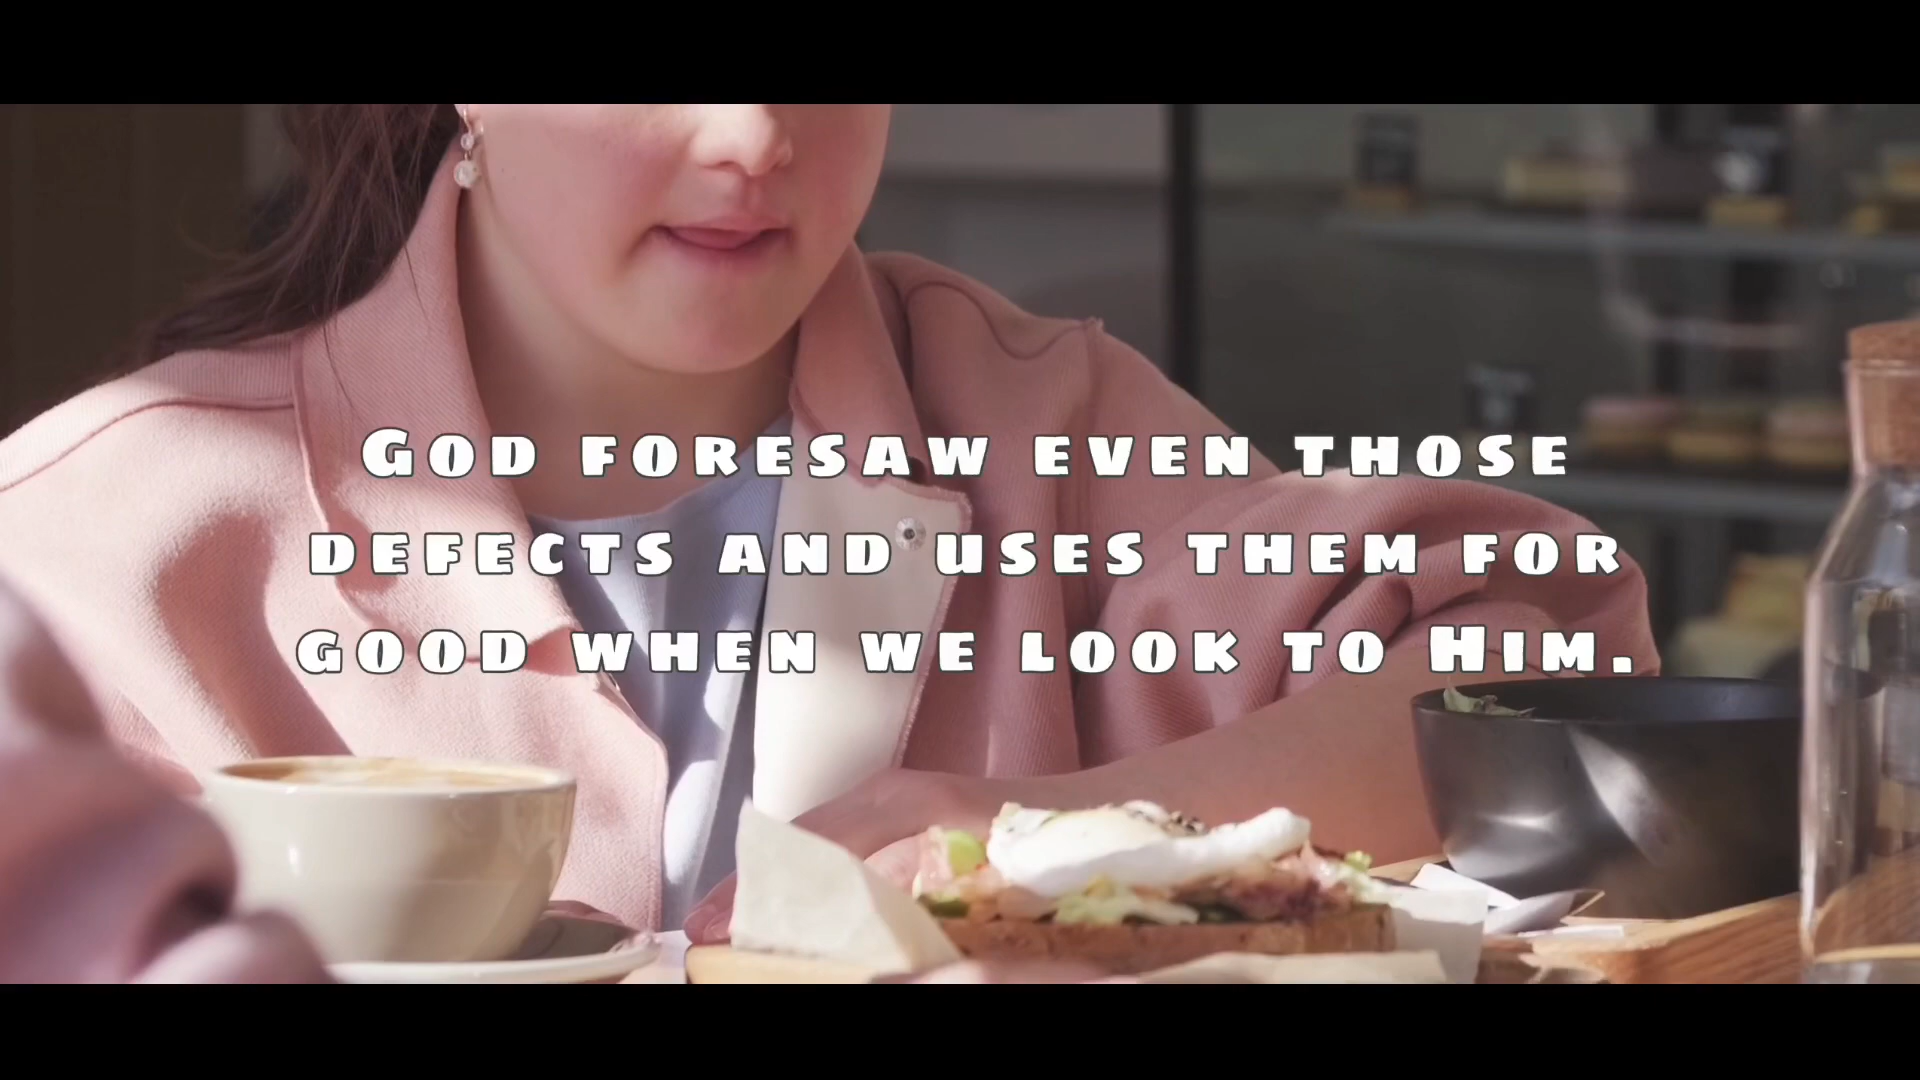 God foresaw even those
defects and uses them for
good when we look to Him.